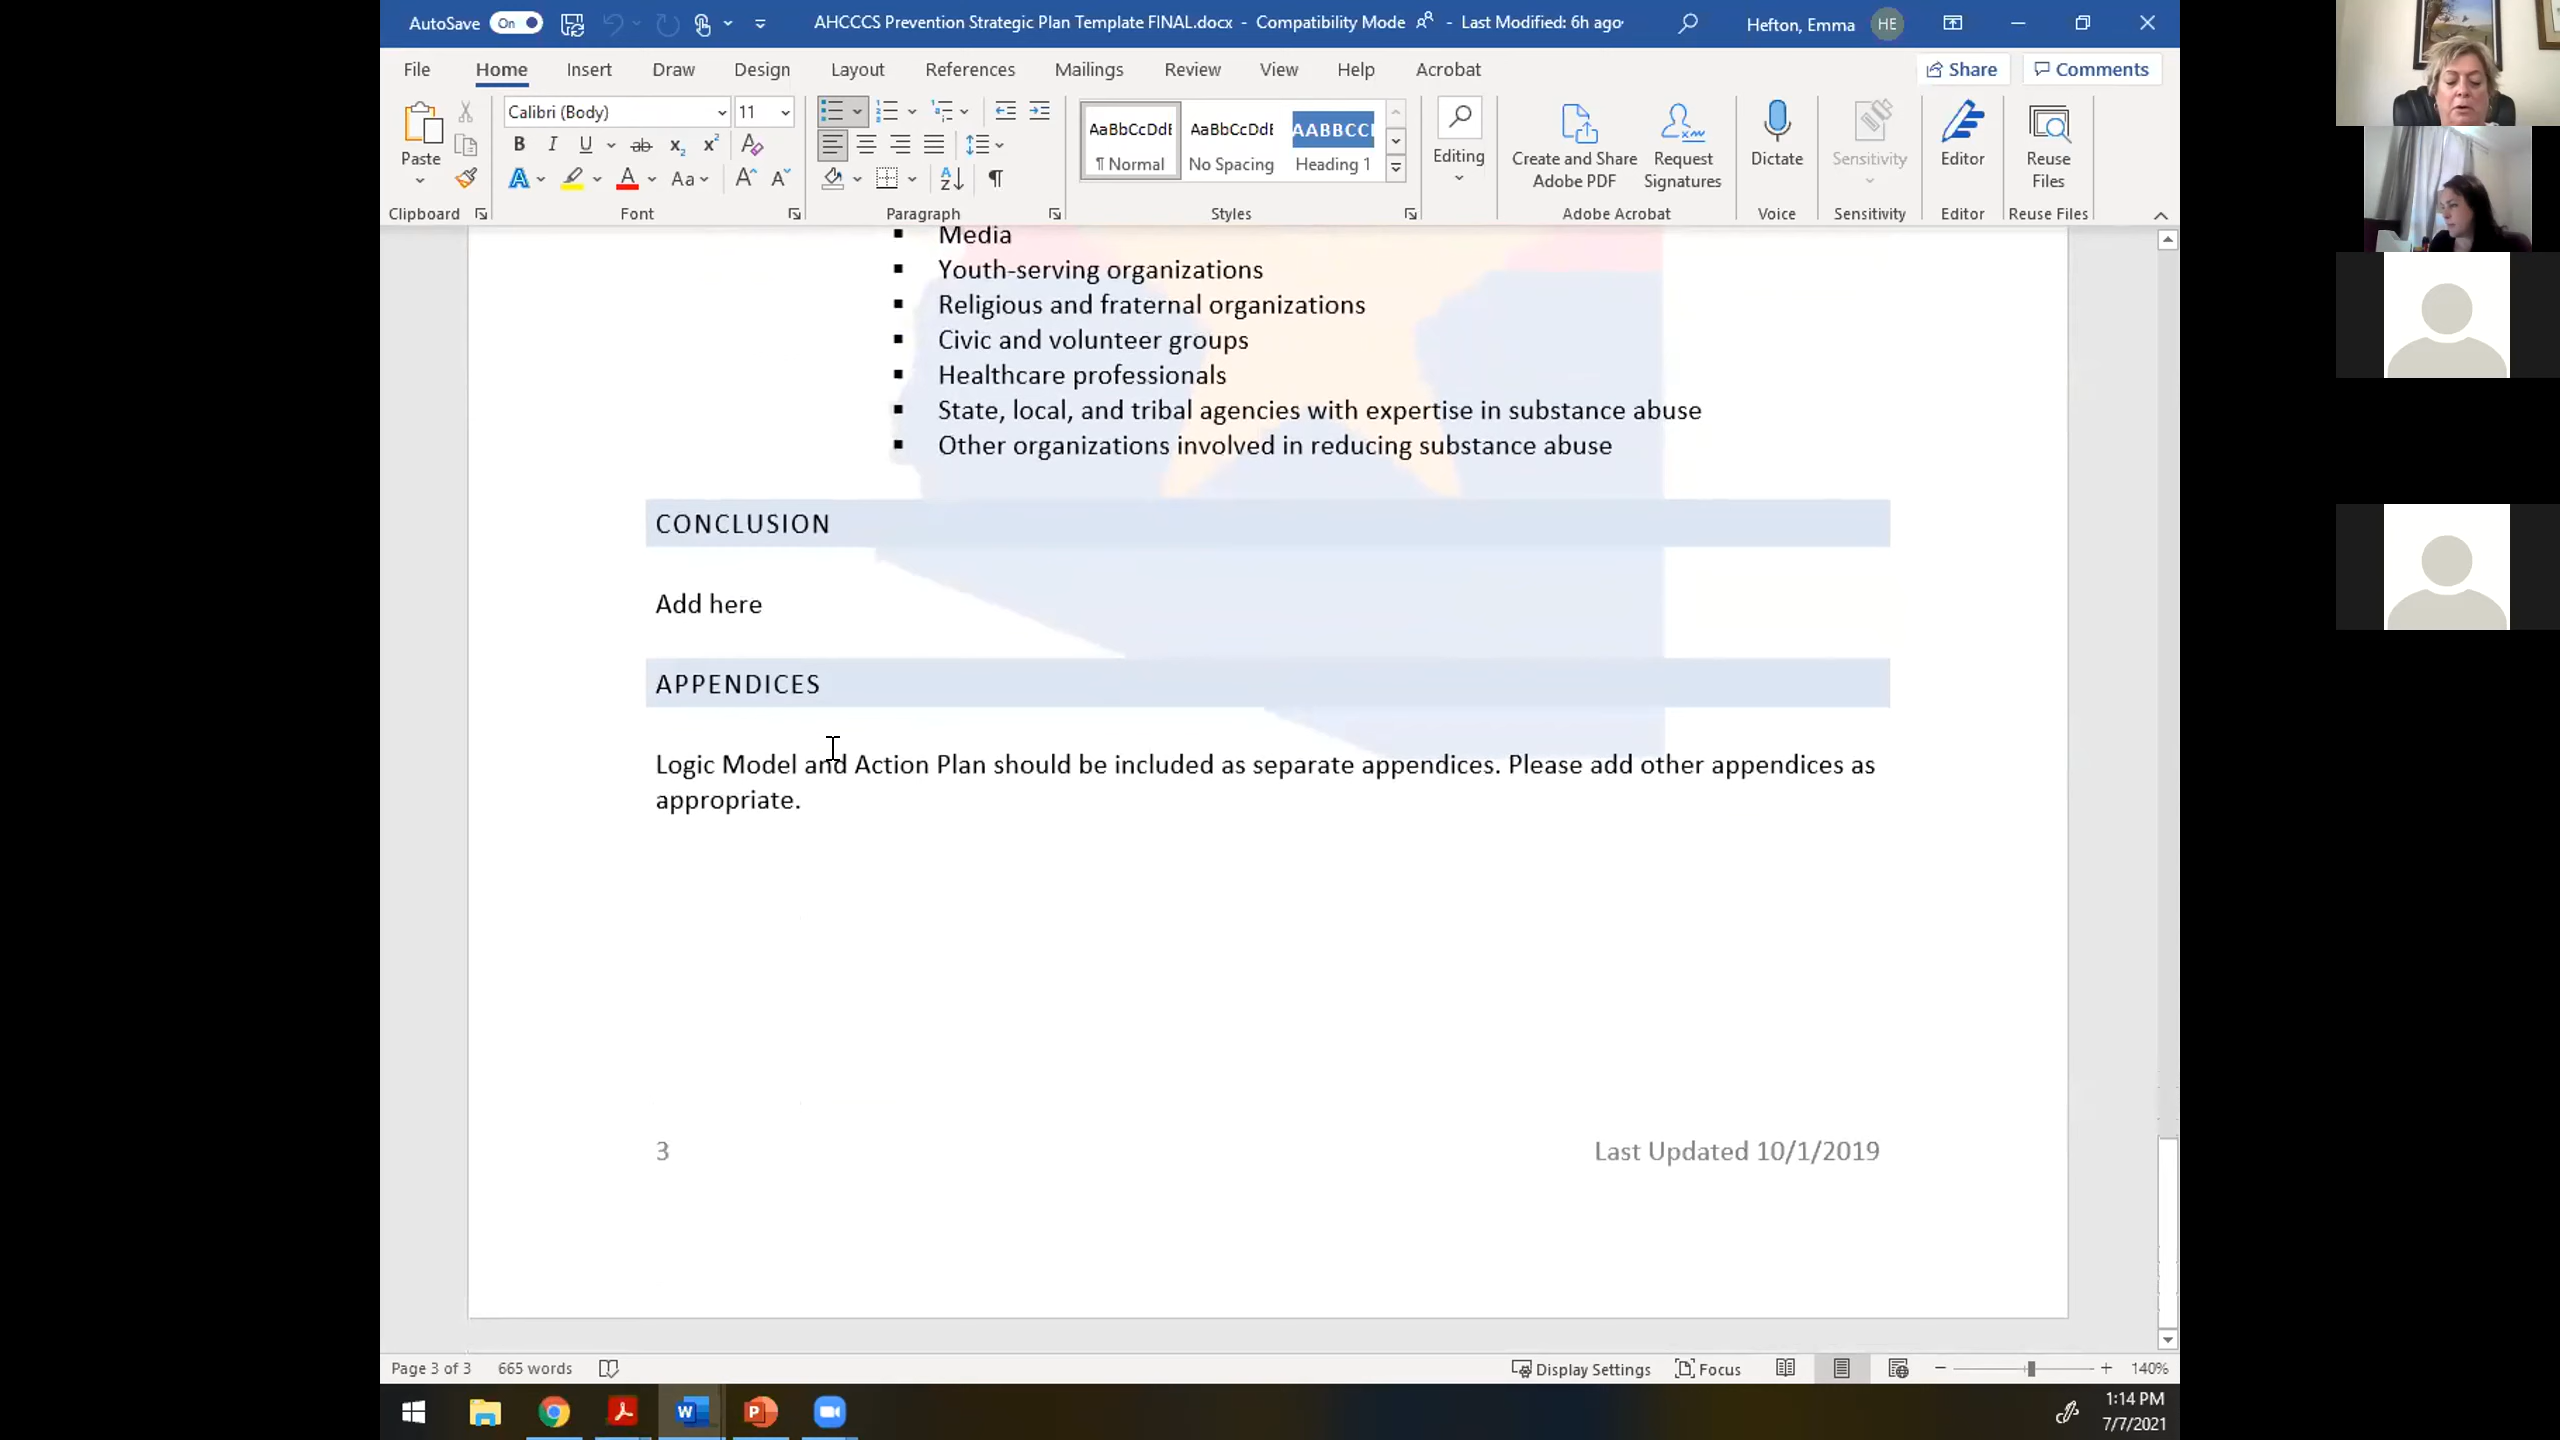 AutoSave On AHCCCS Prevention Strategic Plan Template FINAL.docx - Compatibility Mode - Last Modified: 6h ago Hefton, Emma HE
File Home Insert Draw Design Layout References Mailings Review View Help Acrobat Share Comments
Calibri (Body) 11
Paste
B I U ab x₂ x²
A A Aa A A
AaBbCcDdE AaBbCcDdE AABBCC
¶ Normal No Spacing Heading 1
Editing
Create and Share Adobe PDF
Request Signatures
Dictate
Sensitivity
Editor
Reuse Files
Clipboard Font Paragraph Styles Adobe Acrobat Voice Sensitivity Editor Reuse Files
▪ Media
▪ Youth-serving organizations
▪ Religious and fraternal organizations
▪ Civic and volunteer groups
▪ Healthcare professionals
▪ State, local, and tribal agencies with expertise in substance abuse
▪ Other organizations involved in reducing substance abuse
CONCLUSION
Add here
APPENDICES
Logic Model and Action Plan should be included as separate appendices. Please add other appendices as
appropriate.
3 Last Updated 10/1/2019
Page 3 of 3 665 words Display Settings Focus 140%
1:14 PM
7/7/2021